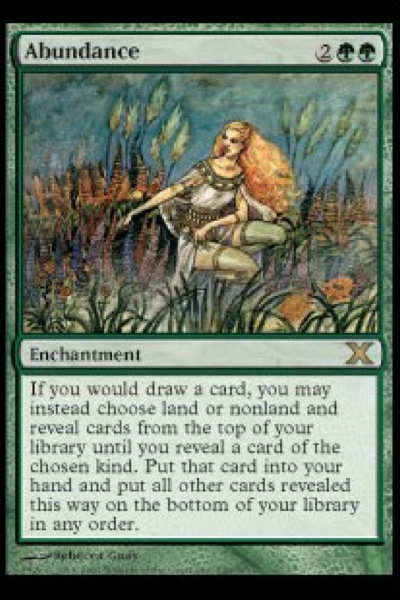 Abundance 2
Enchantment X
If you would draw a card, you may
instead choose land or nonland and
reveal cards from the top of your
library until you reveal a card of the
chosen kind. Put that card into your
hand and put all other cards revealed
this way on the bottom of your library
in any order.
Rebecca Guay